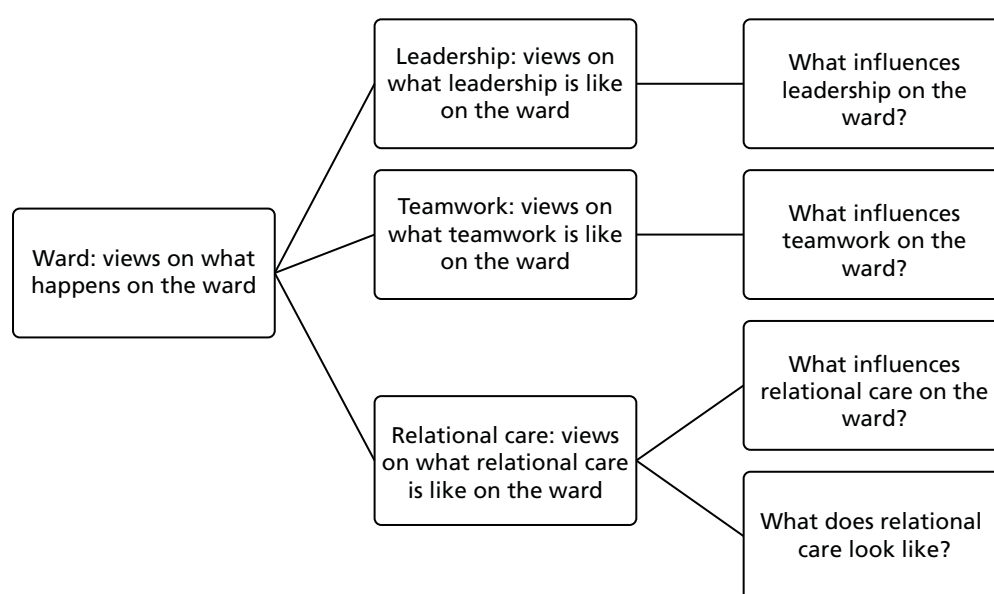 Ward: views on what
happens on the ward
Leadership: views on
what leadership is like
on the ward
What influences
leadership on the
ward?
Teamwork: views on
what teamwork is like
on the ward
What influences
teamwork on the
ward?
Relational care: views
on what relational care
is like on the ward
What influences
relational care on the
ward?
What does relational
care look like?